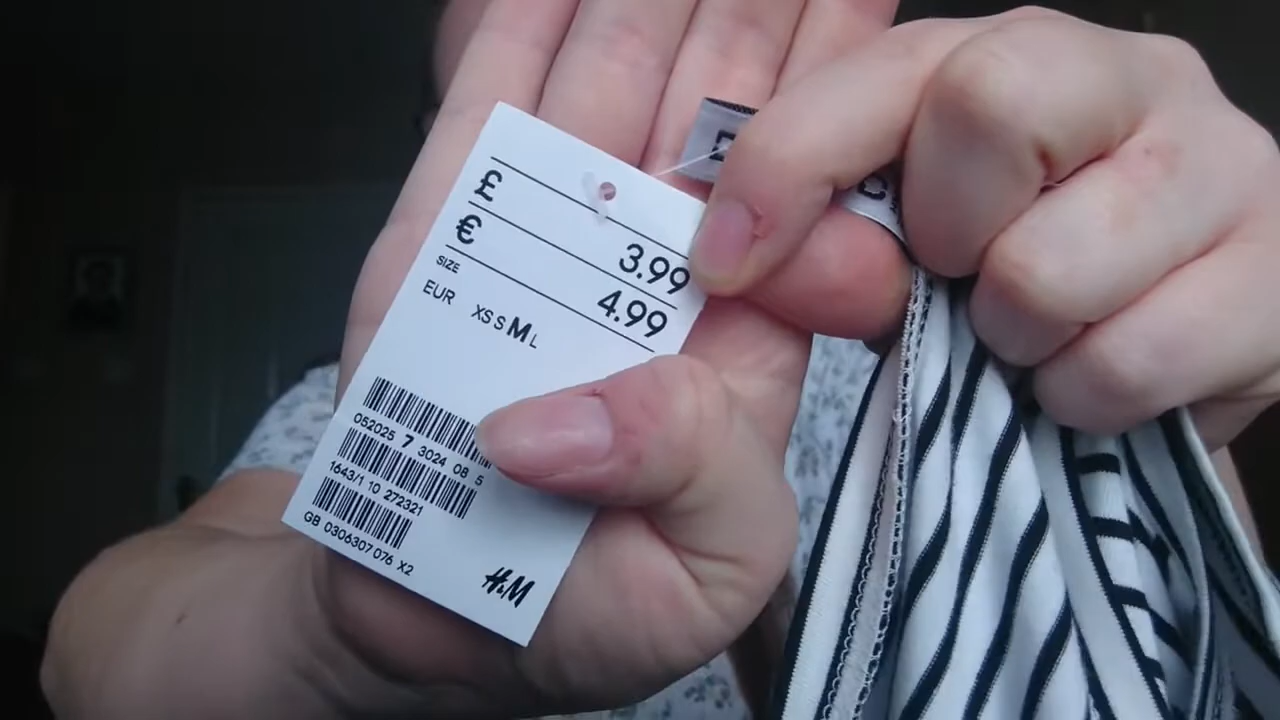 £ 3.99
€ 4.99
SIZE
EUR XS S M L
052025 7 3024 08 5
1643/1 10 272321
GB 0306307 076 X2
H&M